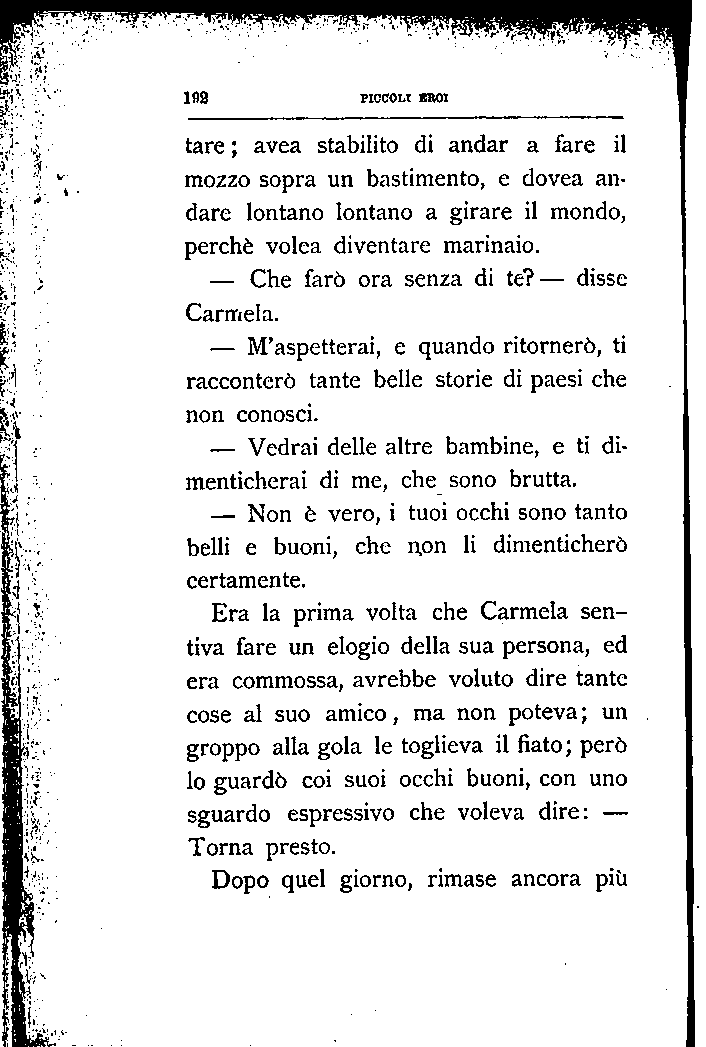 192 PICCOLI EROI
tare; avea stabilito di andar a fare il
mozzo sopra un bastimento, e dovea an-
dare lontano lontano a girare il mondo,
perchè volea diventare marinaio.
— Che farò ora senza di te? — disse
Carmela.
— M'aspetterai, e quando ritornerò, ti
racconterò tante belle storie di paesi che
non conosci.
— Vedrai delle altre bambine, e ti di-
menticherai di me, che sono brutta.
— Non è vero, i tuoi occhi sono tanto
belli e buoni, che non li dimenticherò
certamente.
Era la prima volta che Carmela sen-
tiva fare un elogio della sua persona, ed
era commossa, avrebbe voluto dire tante
cose al suo amico, ma non poteva; un
groppo alla gola le toglieva il fiato; però
lo guardò coi suoi occhi buoni, con uno
sguardo espressivo che voleva dire: —
Torna presto.
Dopo quel giorno, rimase ancora più